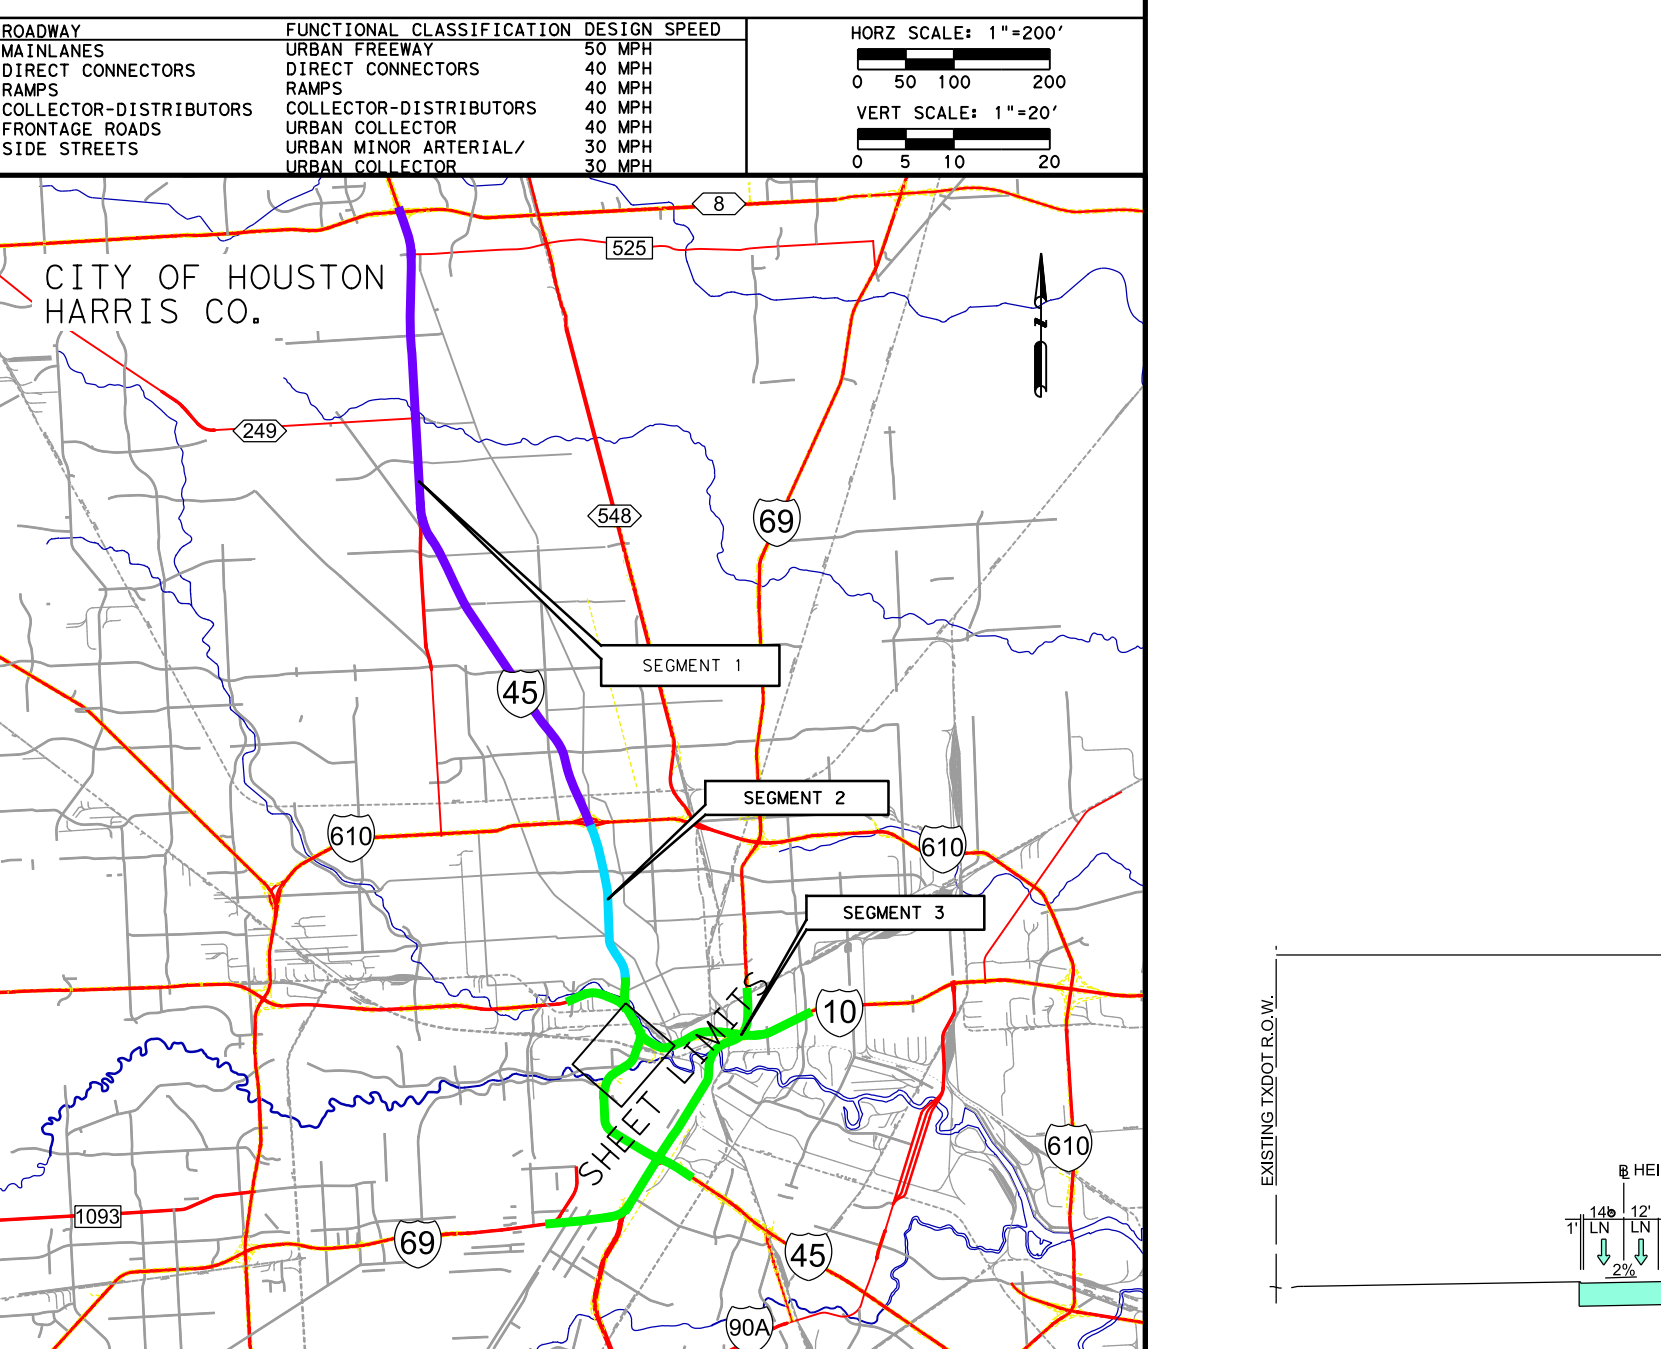 ROADWAY FUNCTIONAL CLASSIFICATION DESIGN SPEED
MAINLANES URBAN FREEWAY 50 MPH
DIRECT CONNECTORS DIRECT CONNECTORS 40 MPH
RAMPS RAMPS 40 MPH
COLLECTOR-DISTRIBUTORS COLLECTOR-DISTRIBUTORS 40 MPH
FRONTAGE ROADS URBAN COLLECTOR 40 MPH
SIDE STREETS URBAN MINOR ARTERIAL/ 30 MPH
URBAN COLLECTOR 30 MPH
HORZ SCALE: 1"=200'
0 50 100 200
VERT SCALE: 1"=20'
0 5 10 20
8
525
CITY OF HOUSTON
HARRIS CO.
N
249
548
69
SEGMENT 1
45
SEGMENT 2
610
610
SEGMENT 3
10
SHEET LIMITS
610
1093
69
45
90A
EXISTING TXDOT R.O.W.
HEI
12'
1' LN LN
2%